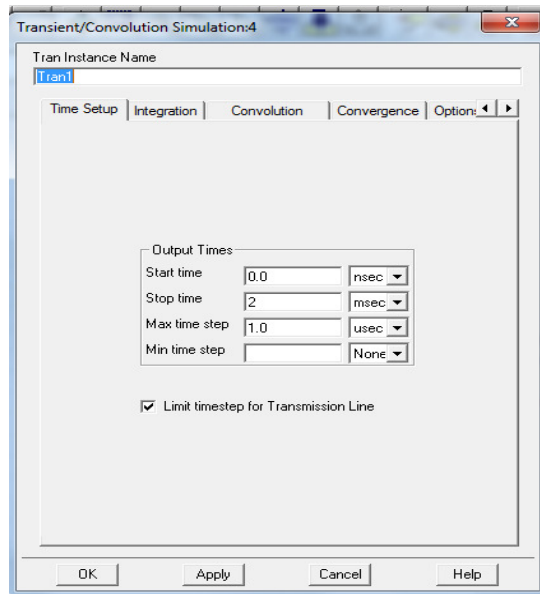 Transient/Convolution Simulation:4
Tran Instance Name
Tran1
Time Setup Integration Convolution Convergence Option
Output Times
Start time 0.0 nsec
Stop time 2 msec
Max time step 1.0 usec
Min time step None
Limit timestep for Transmission Line
OK Apply Cancel Help